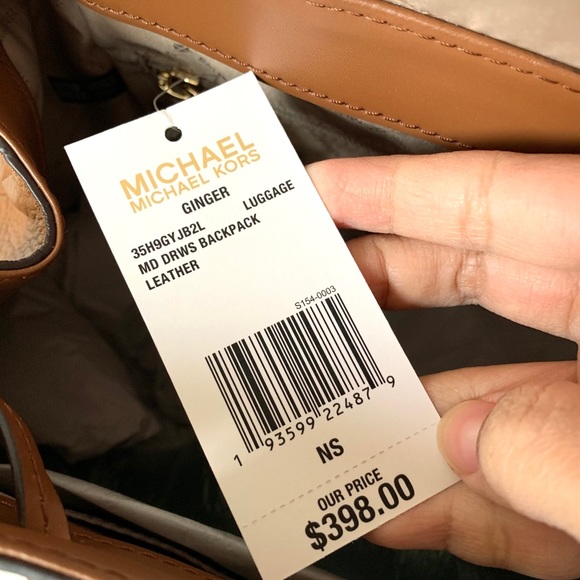 MICHAEL
MICHAEL KORS
GINGER
35H9GYJB2L LUGGAGE
MD DRWS BACKPACK
LEATHER
S154-0003
1 93599 22487 9
NS
OUR PRICE
$398.00